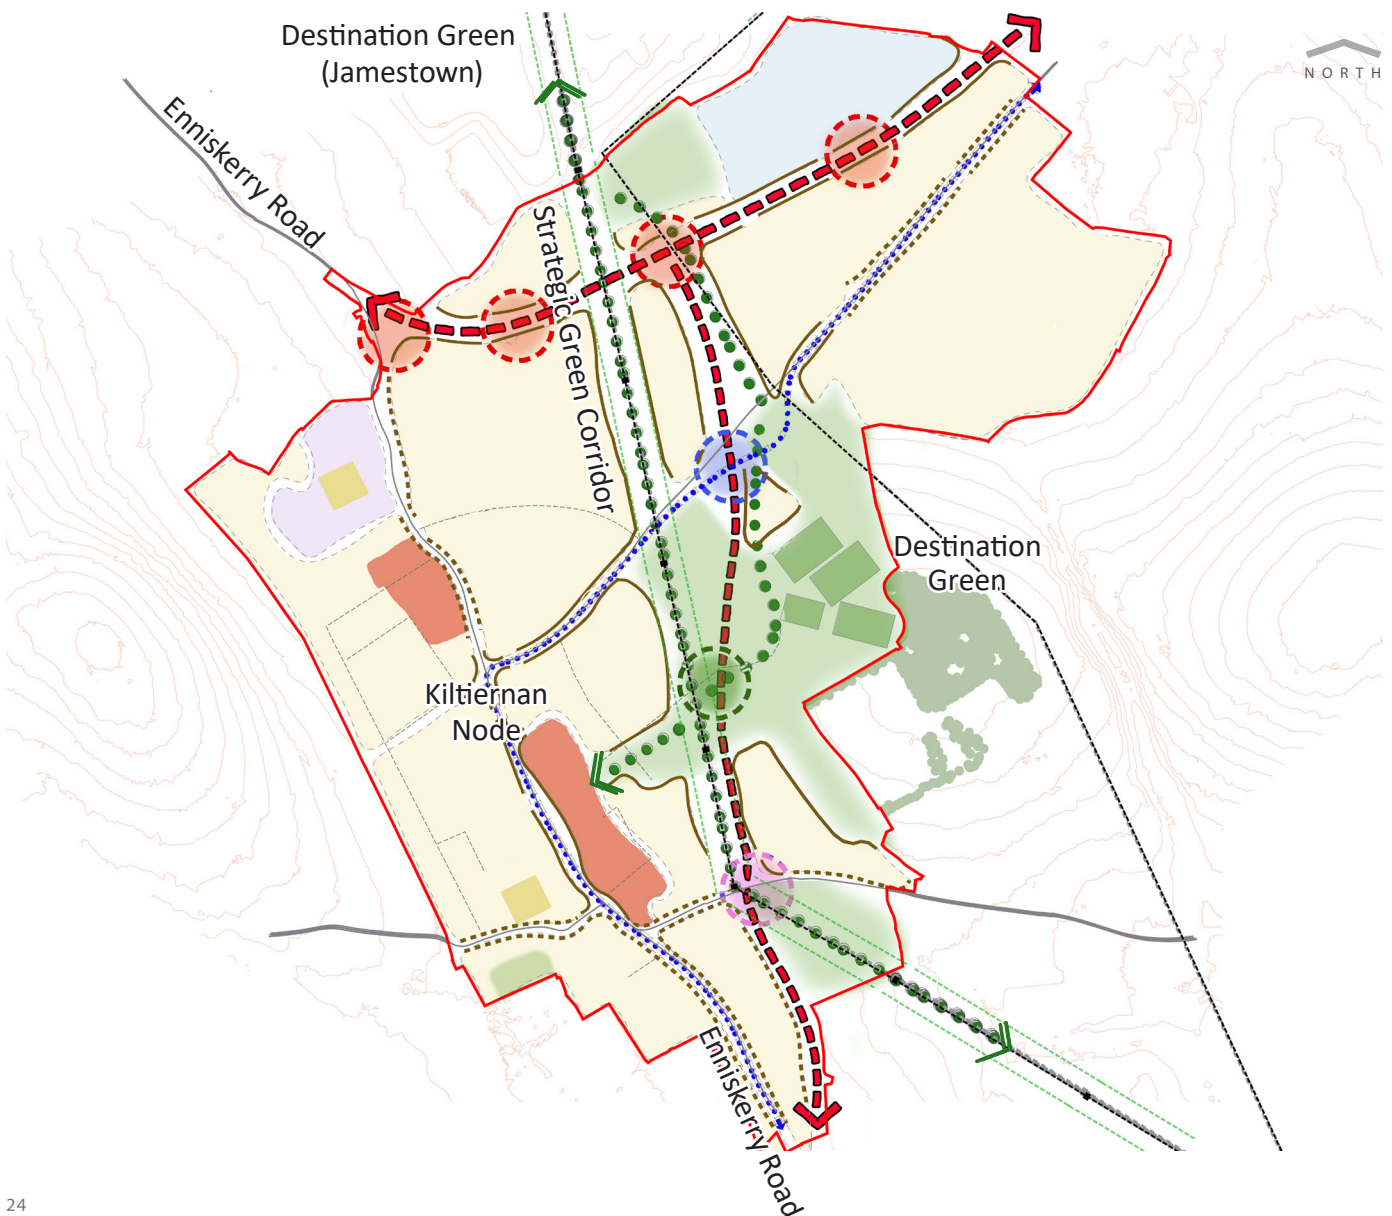 Destination Green
(Jamestown)
NORTH
Enniskerry Road
Strategic Green Corridor
Destination
Green
Kiltiernan
Node
Enniskerry Road
24